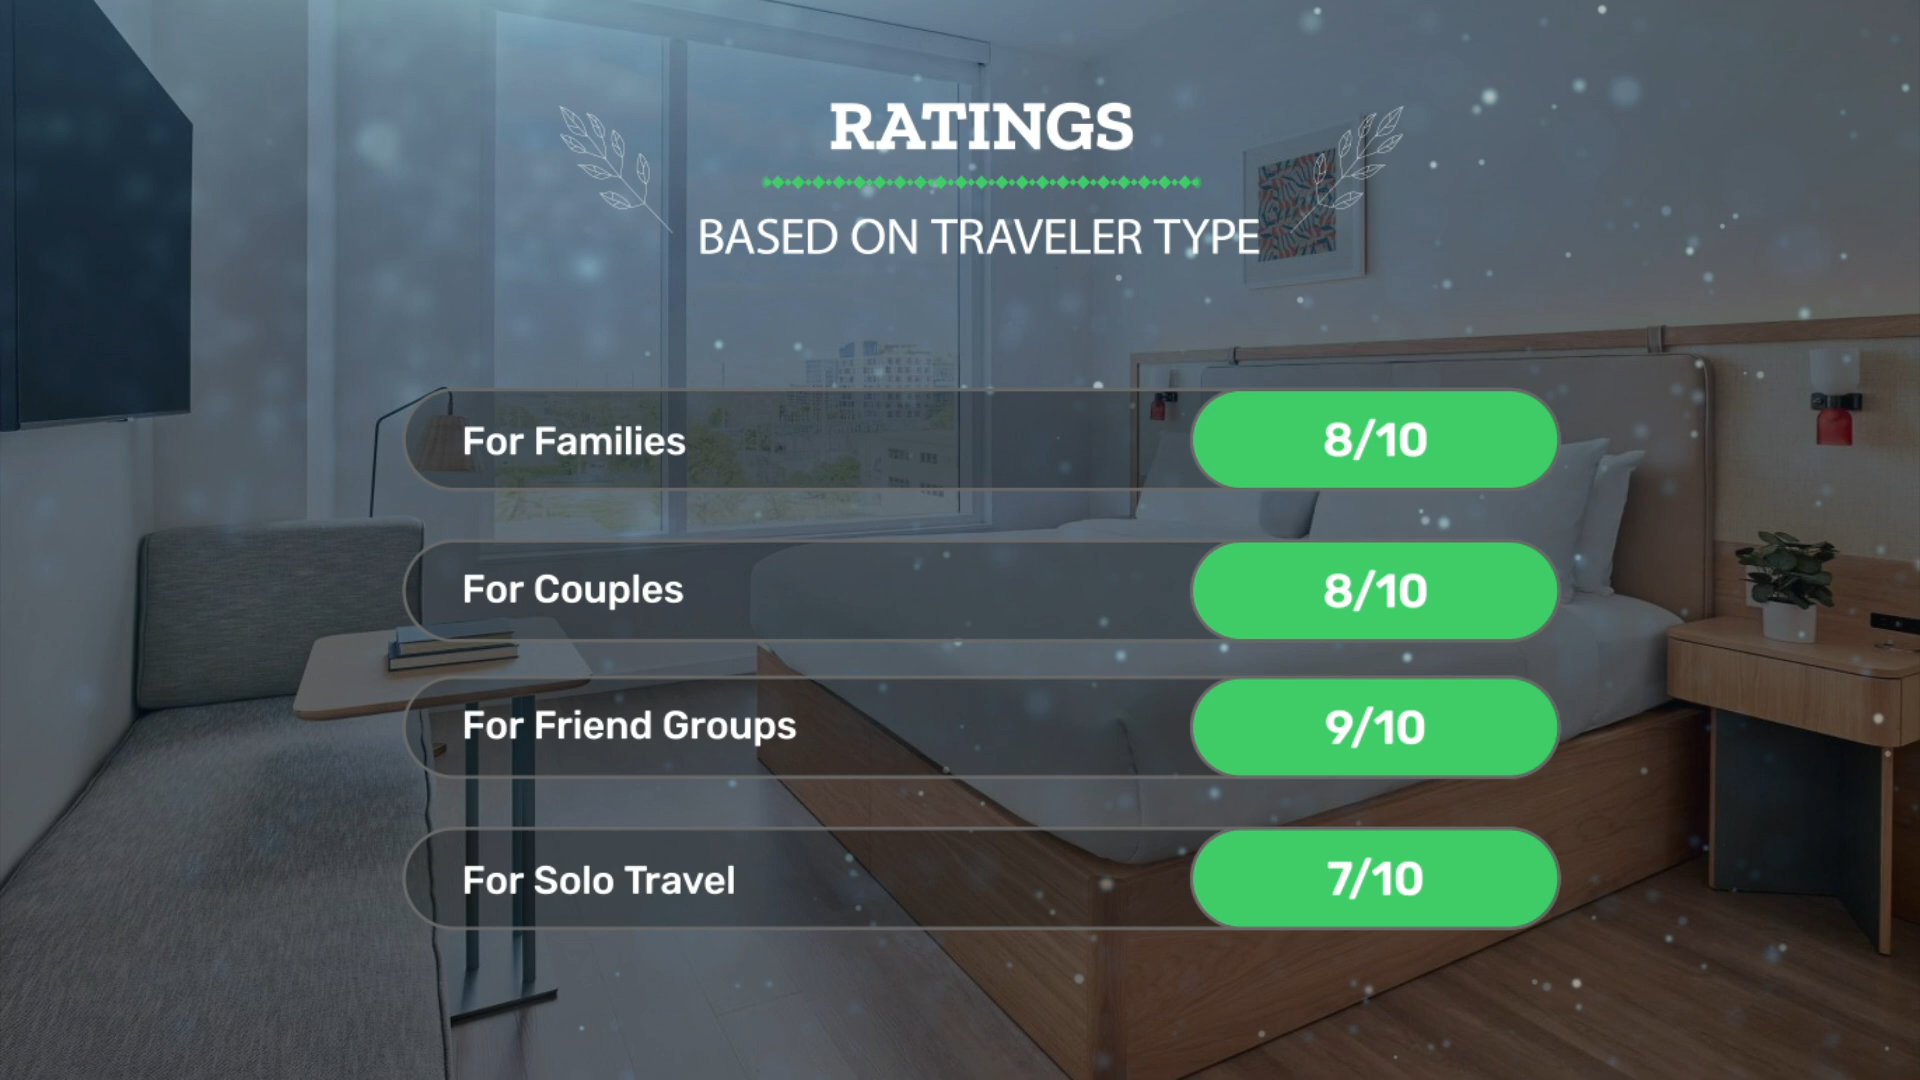 RATINGS
BASED ON TRAVELER TYPE
For Families 8/10
For Couples 8/10
For Friend Groups 9/10
For Solo Travel 7/10